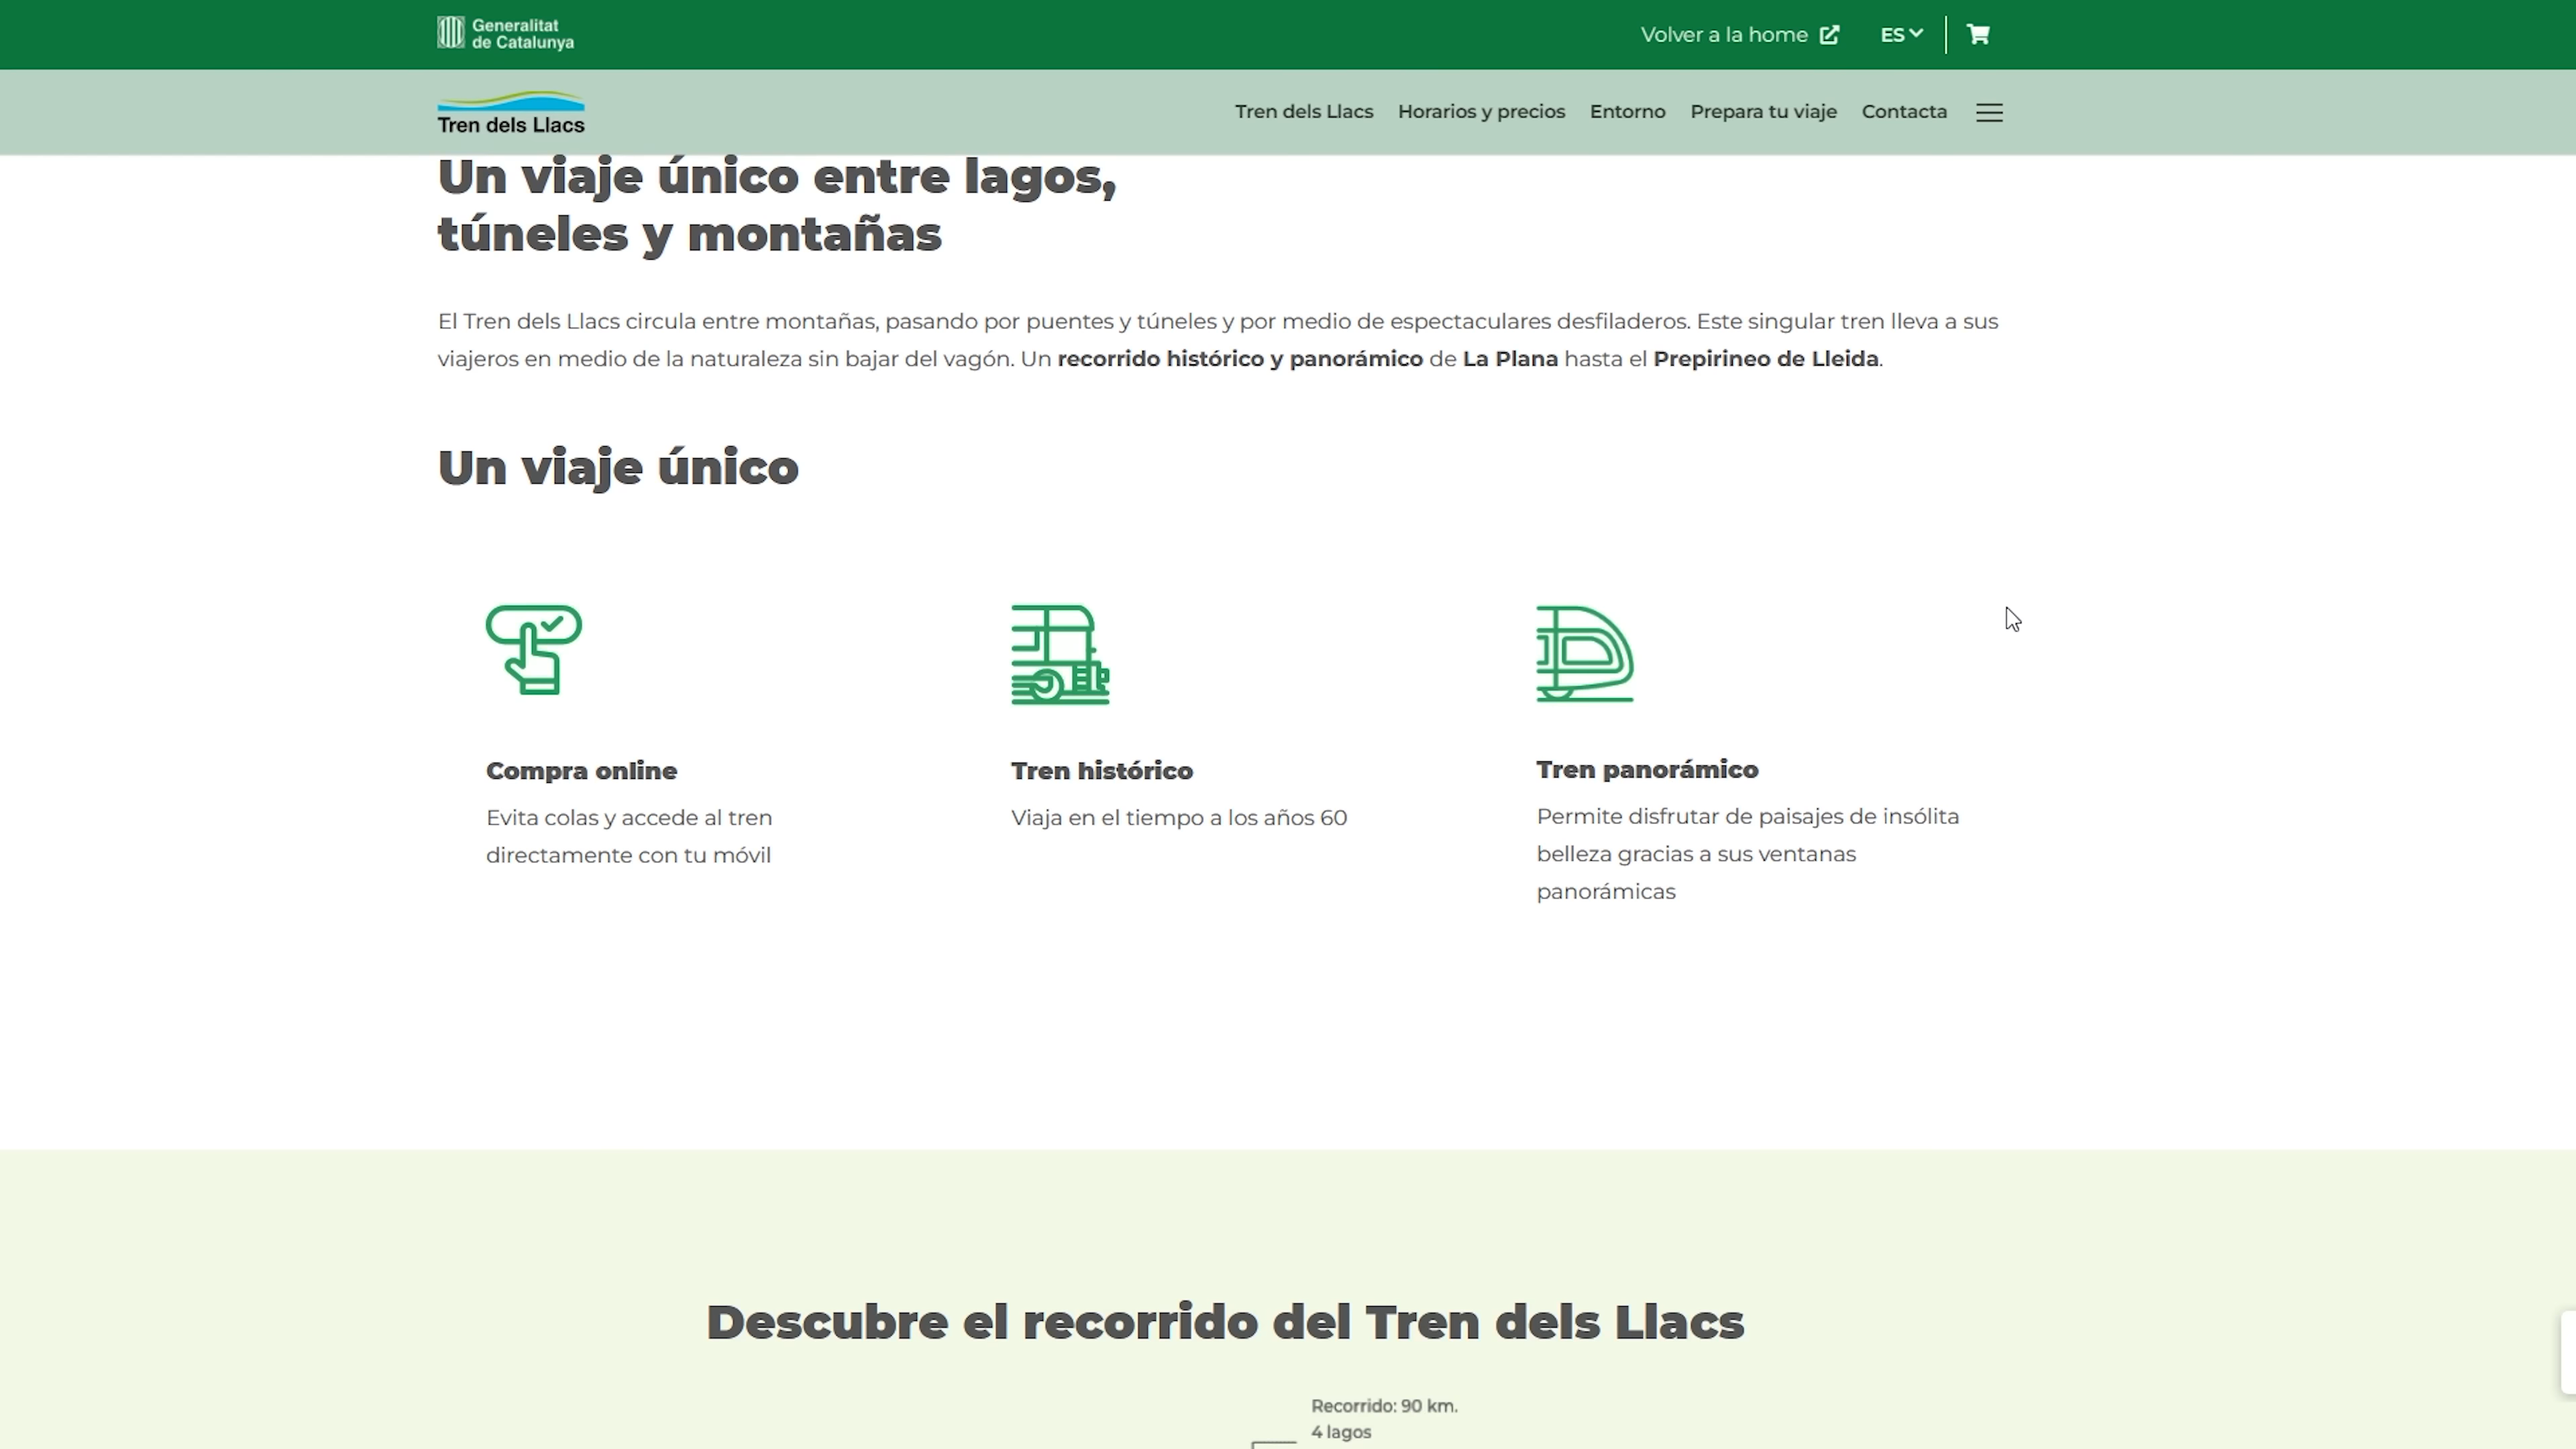 Generalitat
de Catalunya
Volver a la home
ES
Tren dels Llacs
Tren dels Llacs
Horarios y precios
Entorno
Prepara tu viaje
Contacta
Un viaje único entre lagos,
túneles y montañas
El Tren dels Llacs circula entre montañas, pasando por puentes y túneles y por medio de espectaculares desfiladeros. Este singular tren lleva a sus
viajeros en medio de la naturaleza sin bajar del vagón. Un recorrido histórico y panorámico de La Plana hasta el Prepirineo de Lleida.
Un viaje único
Compra online
Evita colas y accede al tren
directamente con tu móvil
Tren histórico
Viaja en el tiempo a los años 60
Tren panorámico
Permite disfrutar de paisajes de insólita
belleza gracias a sus ventanas
panorámicas
Descubre el recorrido del Tren dels Llacs
Recorrido: 90 km.
4 lagos